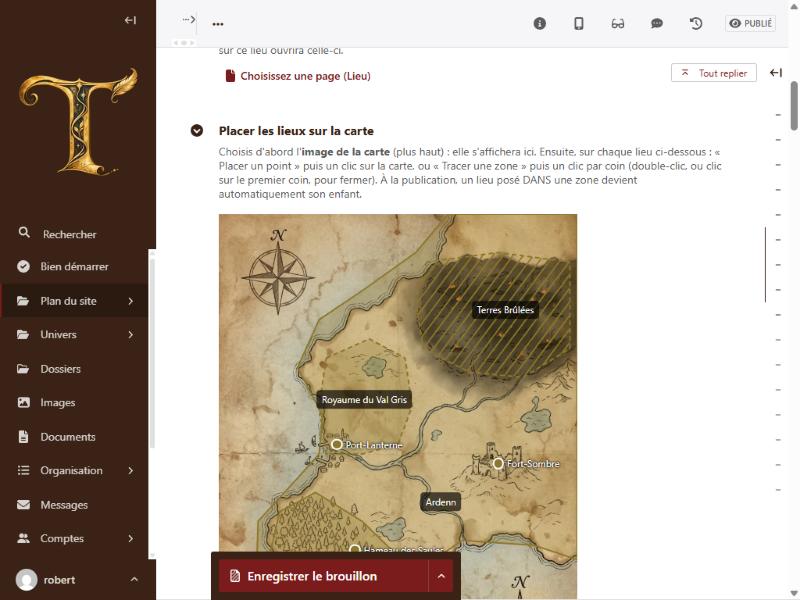 PUBLIÉ
sur ce lieu ouvrira celle-ci.
Choisissez une page (Lieu)
Tout replier
Placer les lieux sur la carte
Choisis d'abord l'image de la carte (plus haut) : elle s'affichera ici. Ensuite, sur chaque lieu ci-dessous : «
Placer un point » puis un clic sur la carte, ou « Tracer une zone » puis un clic par coin (double-clic, ou clic
sur le premier coin, pour fermer). À la publication, un lieu posé DANS une zone devient
automatiquement son enfant.
N
Terres Brûlées
Royaume du Val Gris
Port-Lanterne
Fort-Sombre
Ardenn
Hameau des Saules
N
T
Rechercher
Bien démarrer
Plan du site
Univers
Dossiers
Images
Documents
Organisation
Messages
Comptes
robert
Enregistrer le brouillon